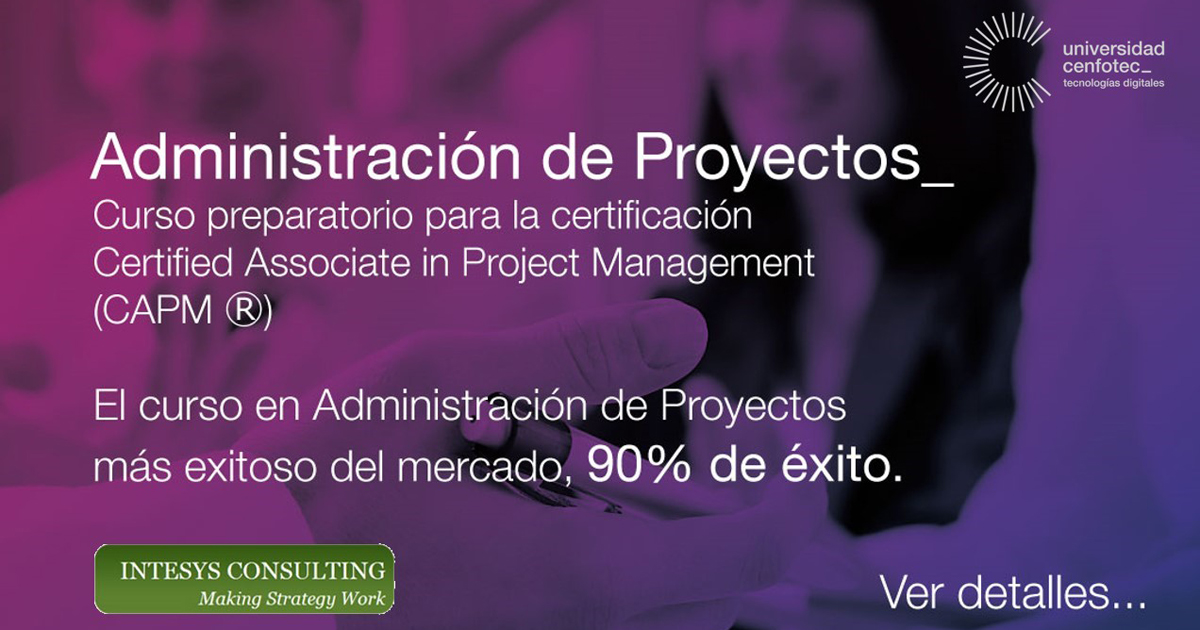 universidad
cenfotec_
tecnologías digitales
Administración de Proyectos_
Curso preparatorio para la certificación
Certified Associate in Project Management
(CAPM ®)
El curso en Administración de Proyectos
más exitoso del mercado, 90% de éxito.
INTESYS CONSULTING
Making Strategy Work
Ver detalles...